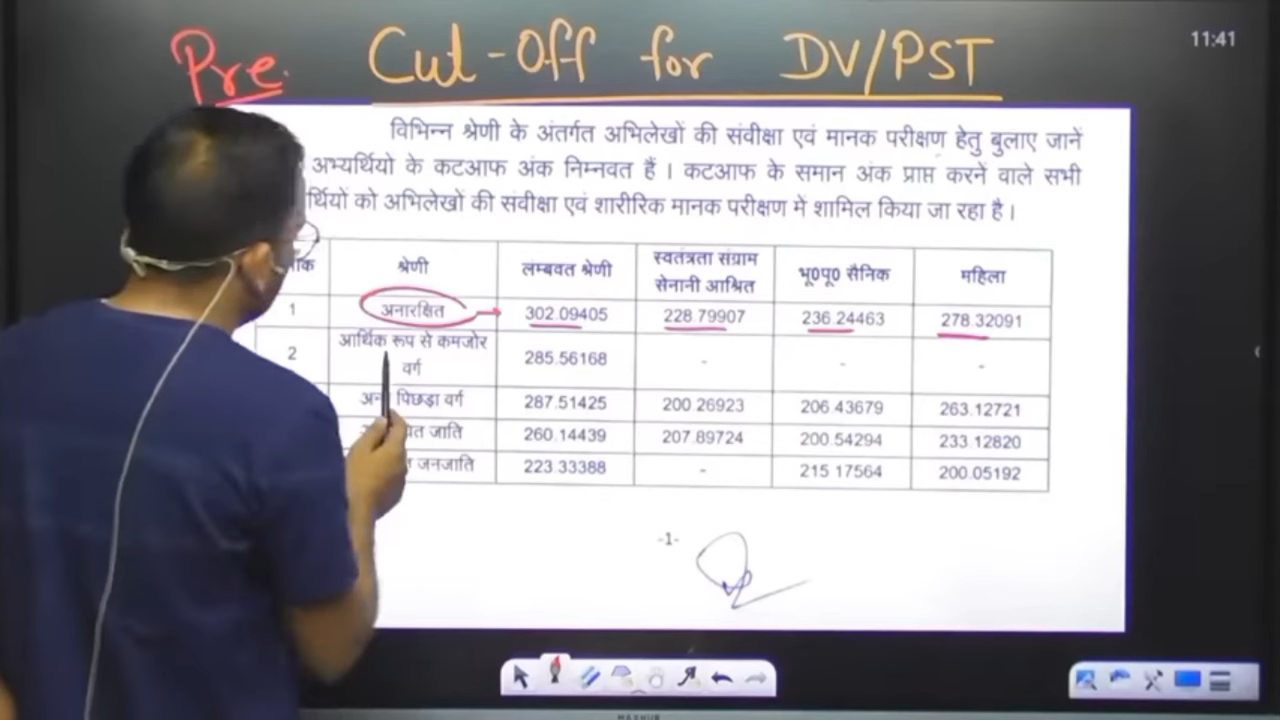 Pre. Cut-Off for DV/PST
11:41
विभिन्न श्रेणी के अंतर्गत अभिलेखों की संवीक्षा एवं मानक परीक्षण हेतु बुलाए जानें
अभ्यर्थियो के कटआफ अंक निम्नवत हैं । कटआफ के समान अंक प्राप्त करनें वाले सभी
र्थियों को अभिलेखों की संवीक्षा एवं शारीरिक मानक परीक्षण में शामिल किया जा रहा है ।
श्रेणी लम्बवत श्रेणी स्वतंत्रता संग्राम सेनानी आश्रित भू0पू0 सैनिक महिला
1 अनारक्षित 302.09405 228.79907 236.24463 278.32091
2 आर्थिक रूप से कमजोर वर्ग 285.56168 - - -
पिछड़ा वर्ग 287.51425 200.26923 206.43679 263.12721
जाति 260.14439 207.89724 200.54294 233.12820
जनजाति 223.33388 - 215.17564 200.05192
-1-